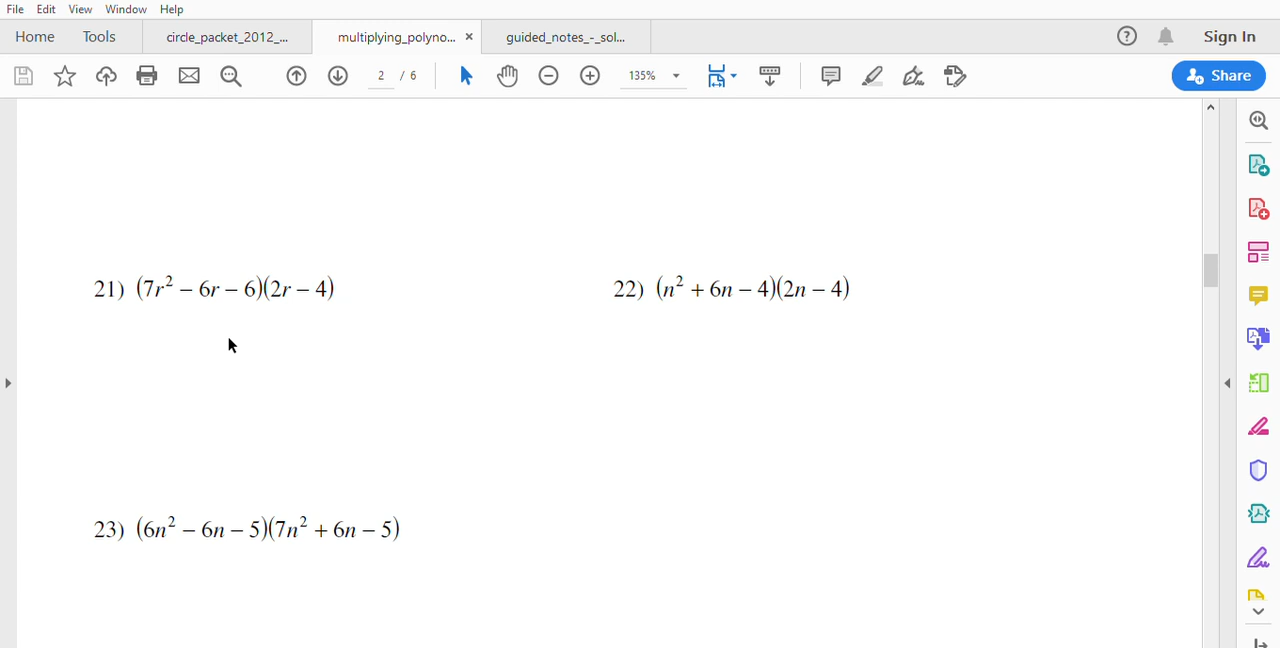 File Edit View Window Help
Home Tools circle_packet_2012_... multiplying_polyno... × guided_notes_-_sol... Sign In
2 / 6 135% Share
21) (7r² – 6r – 6)(2r – 4) 22) (n² + 6n – 4)(2n – 4)
23) (6n² – 6n – 5)(7n² + 6n – 5)